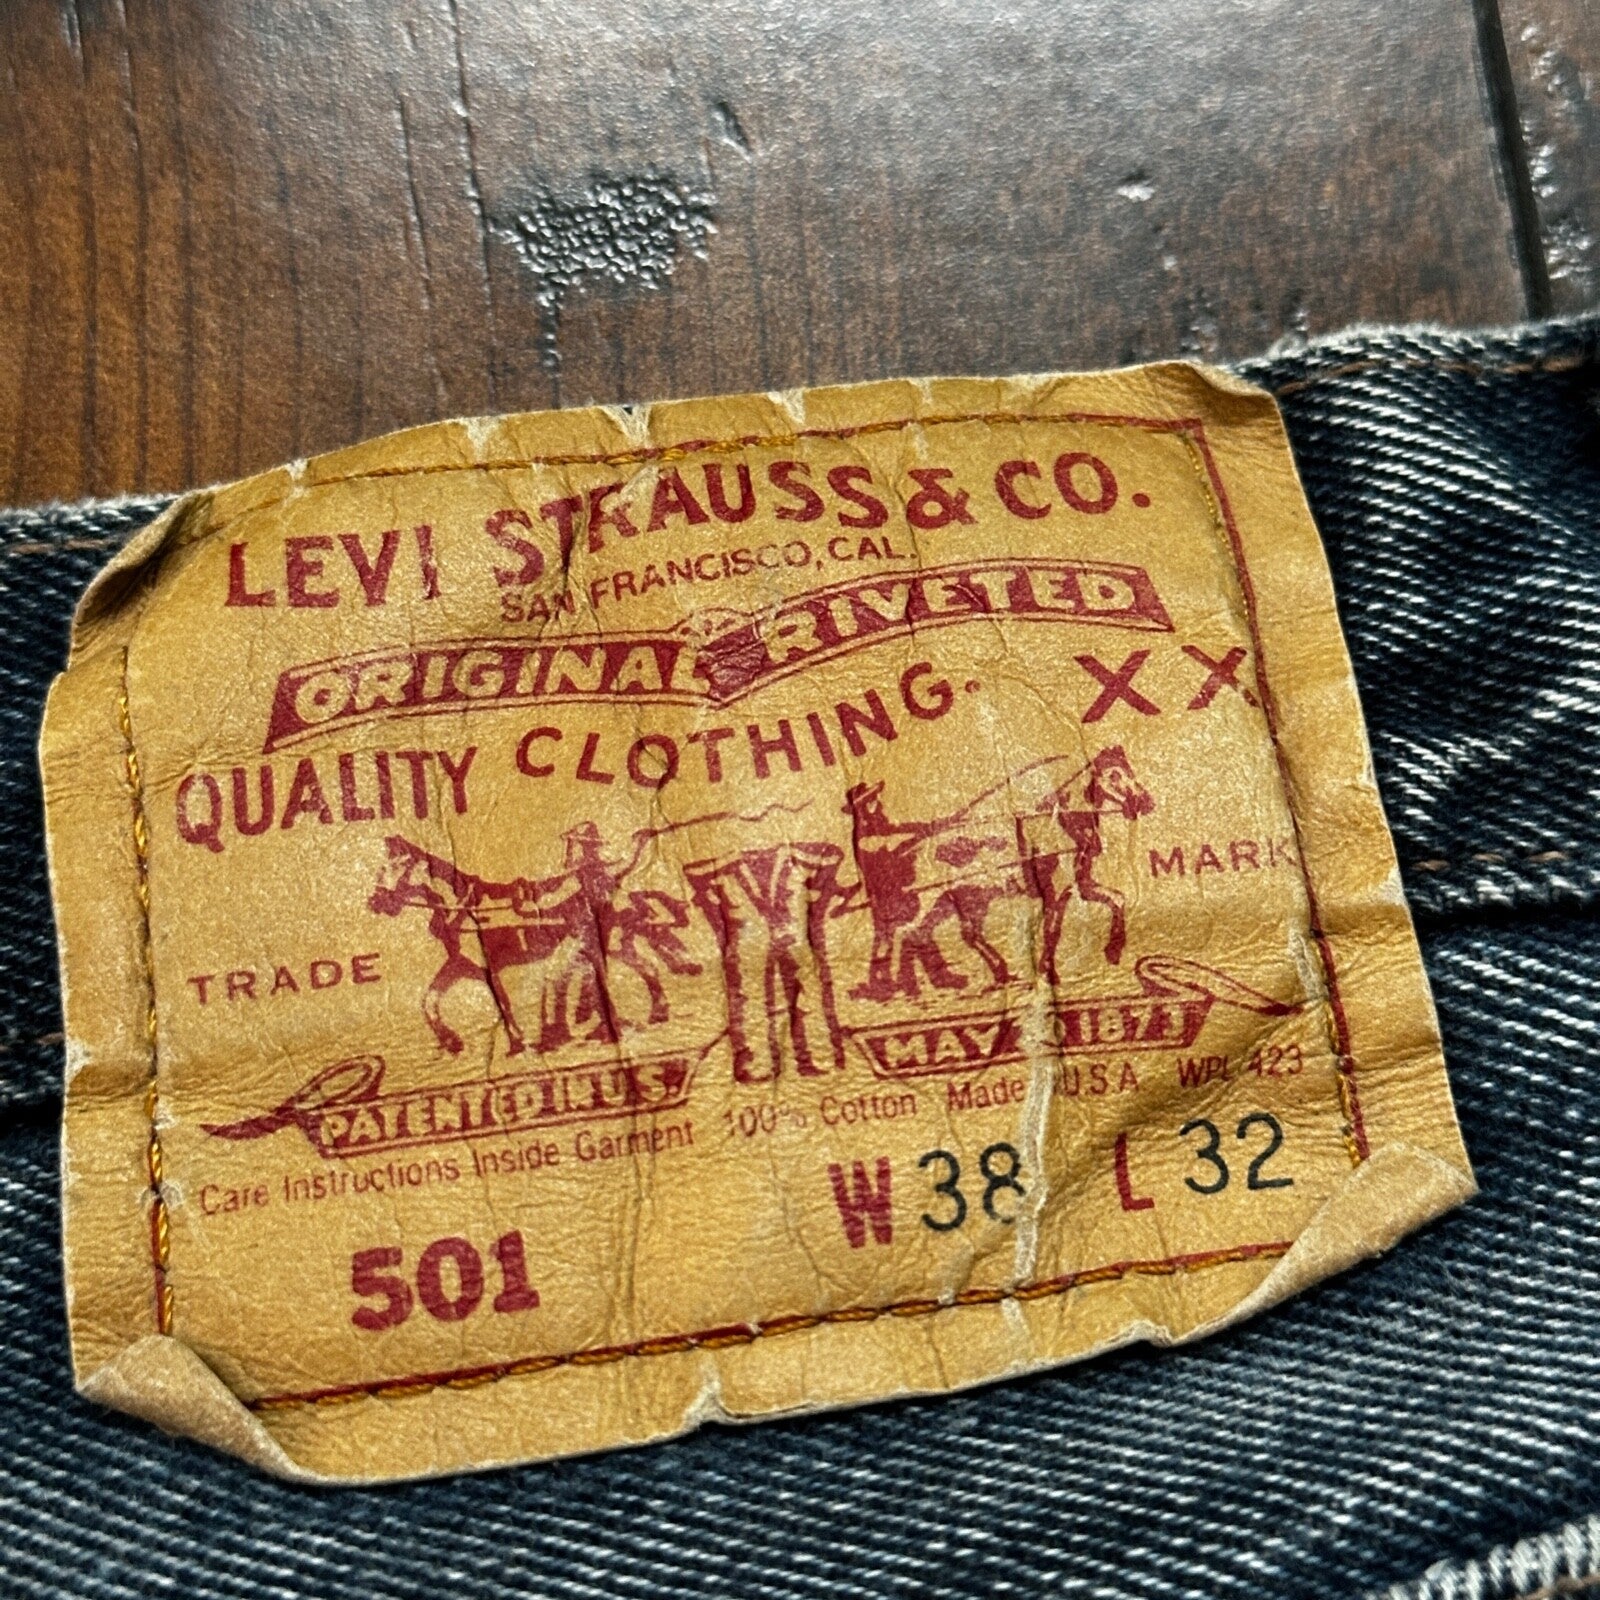 LEVI STRAUSS & CO.
SAN FRANCISCO, CAL.
ORIGINAL RIVETED
QUALITY CLOTHING. XX
TRADE MARK
PATENTED IN U.S. MAY 20 1873
Care Instructions Inside Garment 100% Cotton Made U.S.A WPL 423
501 W 38 L 32